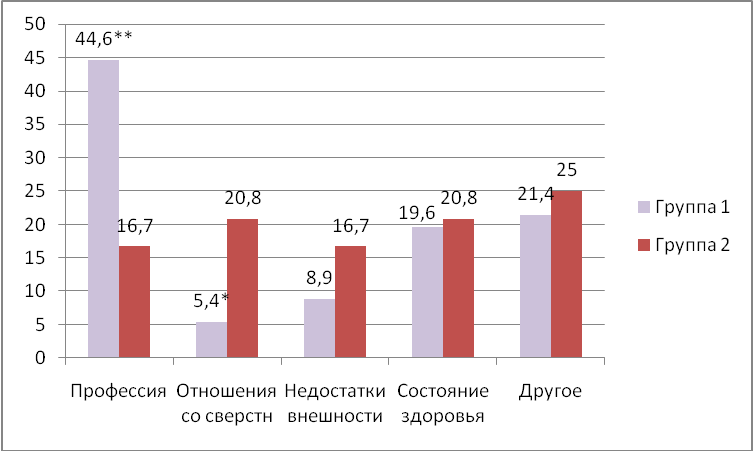 50
45
40
35
30
25
20
15
10
5
0
44,6**
16,7
5,4*
20,8
8,9
16,7
19,6
20,8
21,4
25
Профессия
Отношения
со сверстн
Недостатки
внешности
Состояние
здоровья
Другое
Группа 1
Группа 2